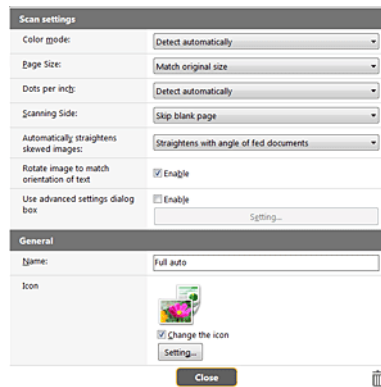 Scan settings
Color mode: Detect automatically
Page Size: Match original size
Dots per inch: Detect automatically
Scanning Side: Skip blank page
Automatically straightens
skewed images: Straightens with angle of fed documents
Rotate image to match
orientation of text Enable
Use advanced settings dialog
box Enable
Setting...
General
Name: Full auto
Icon
Change the icon
Setting...
Close